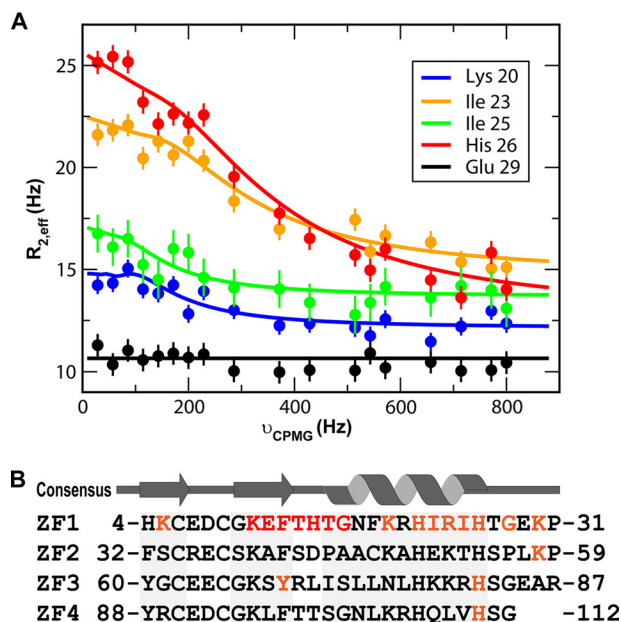 A
R2,eff (Hz)
25
20
15
10
0
200
400
600
800
υCPMG (Hz)
Lys 20
Ile 23
Ile 25
His 26
Glu 29
B
Consensus
ZF1 4-HKCEDCGKEFTHTGNFKRHIRIHTGEKP-31
ZF2 32-FSCRECSKAFSDPAACKAHEKTHSPLKP-59
ZF3 60-YGCEECGKSYRLISLLNLHKKRHSGEAR-87
ZF4 88-YRCEDCGKLFTTSGNLKRHQLVHSG -112